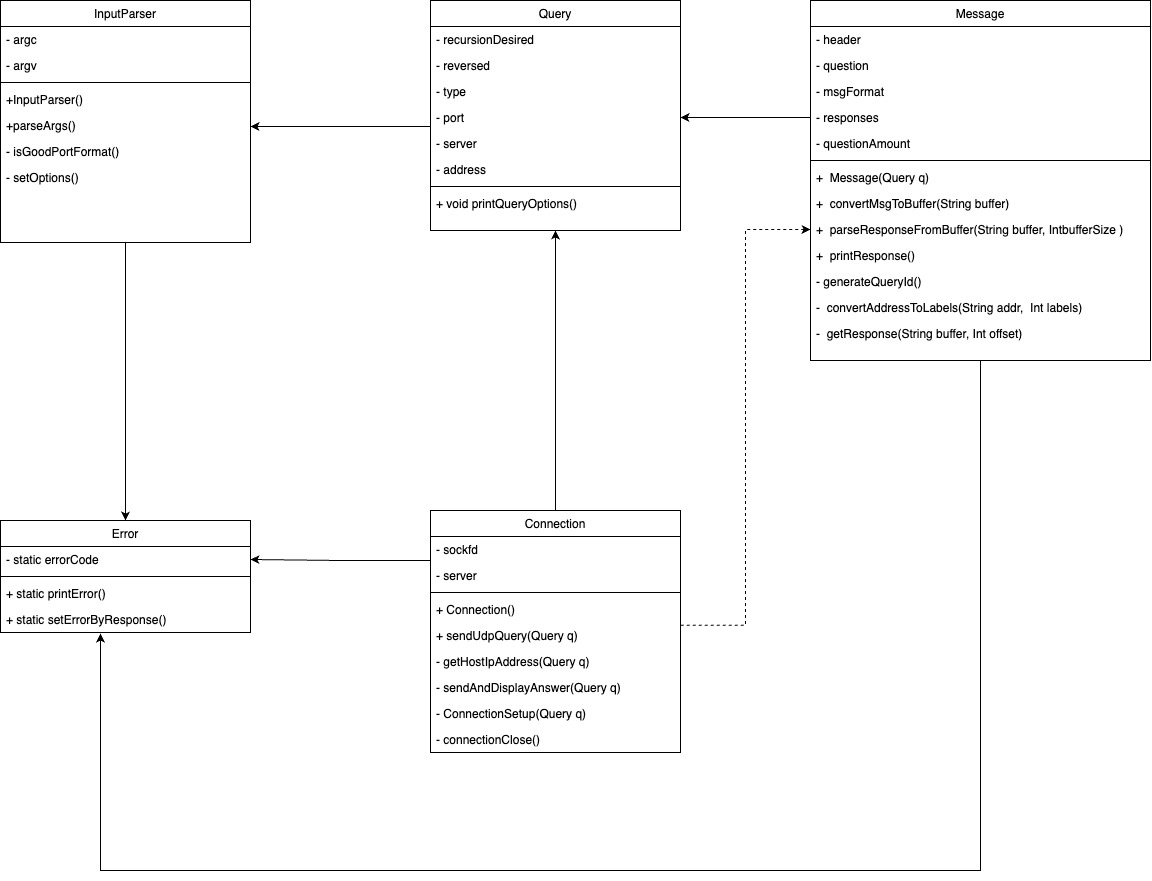 InputParser
- argc
- argv
+InputParser()
+parseArgs()
- isGoodPortFormat()
- setOptions()
Query
- recursionDesired
- reversed
- type
- port
- server
- address
+ void printQueryOptions()
Message
- header
- question
- msgFormat
- responses
- questionAmount
+ Message(Query q)
+ convertMsgToBuffer(String buffer)
+ parseResponseFromBuffer(String buffer, IntbufferSize )
+ printResponse()
- generateQueryId()
- convertAddressToLabels(String addr, Int labels)
- getResponse(String buffer, Int offset)
Error
- static errorCode
+ static printError()
+ static setErrorByResponse()
Connection
- sockfd
- server
+ Connection()
+ sendUdpQuery(Query q)
- getHostIpAddress(Query q)
- sendAndDisplayAnswer(Query q)
- ConnectionSetup(Query q)
- connectionClose()